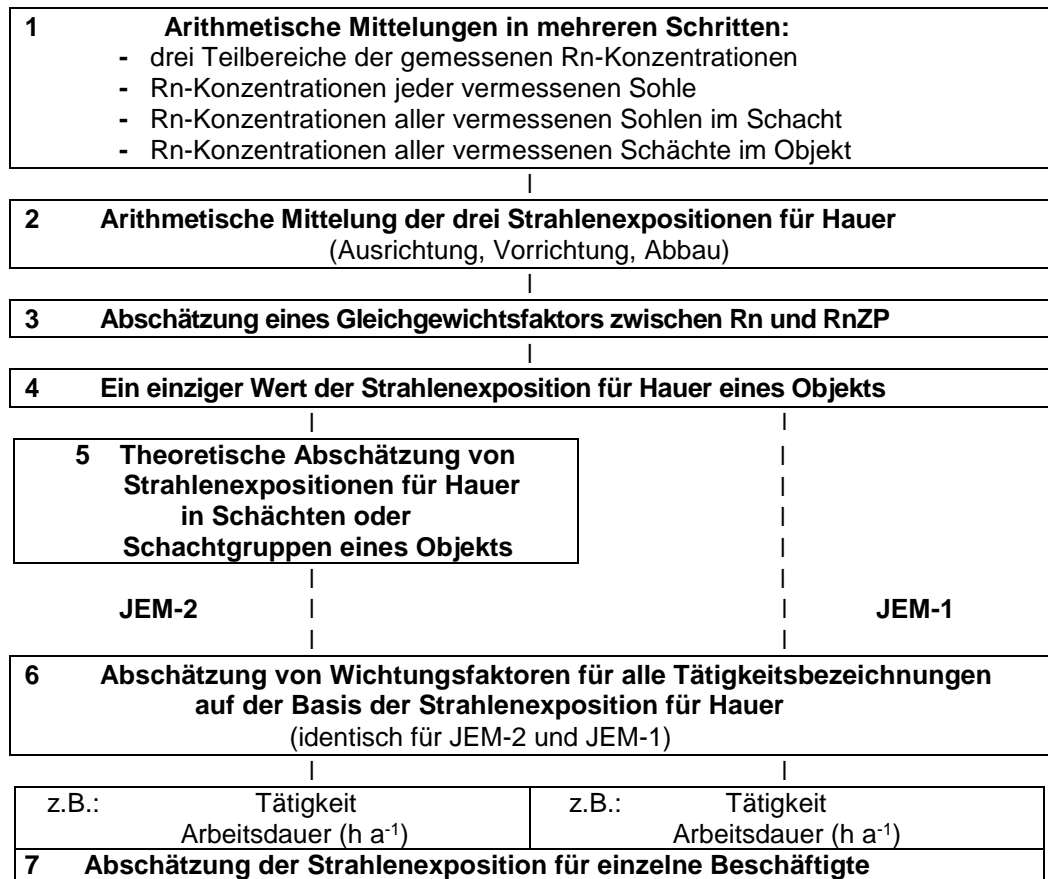 1 Arithmetische Mittelungen in mehreren Schritten:
- drei Teilbereiche der gemessenen Rn-Konzentrationen
- Rn-Konzentrationen jeder vermessenen Sohle
- Rn-Konzentrationen aller vermessenen Sohlen im Schacht
- Rn-Konzentrationen aller vermessenen Schächte im Objekt
2 Arithmetische Mittelung der drei Strahlenexpositionen für Hauer
(Ausrichtung, Vorrichtung, Abbau)
3 Abschätzung eines Gleichgewichtsfaktors zwischen Rn und RnZP
4 Ein einziger Wert der Strahlenexposition für Hauer eines Objekts
5 Theoretische Abschätzung von
Strahlenexpositionen für Hauer
in Schächten oder
Schachtgruppen eines Objekts
JEM-2 JEM-1
6 Abschätzung von Wichtungsfaktoren für alle Tätigkeitsbezeichnungen
auf der Basis der Strahlenexposition für Hauer
(identisch für JEM-2 und JEM-1)
z.B.: Tätigkeit z.B.: Tätigkeit
Arbeitsdauer (h a⁻¹) Arbeitsdauer (h a⁻¹)
7 Abschätzung der Strahlenexposition für einzelne Beschäftigte